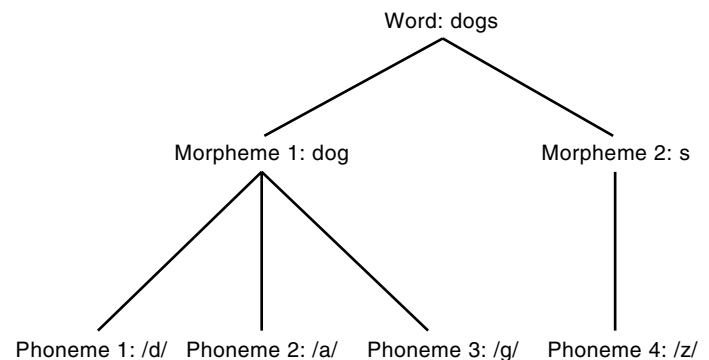 Word: dogs
Morpheme 1: dog Morpheme 2: s
Phoneme 1: /d/ Phoneme 2: /a/ Phoneme 3: /g/ Phoneme 4: /z/